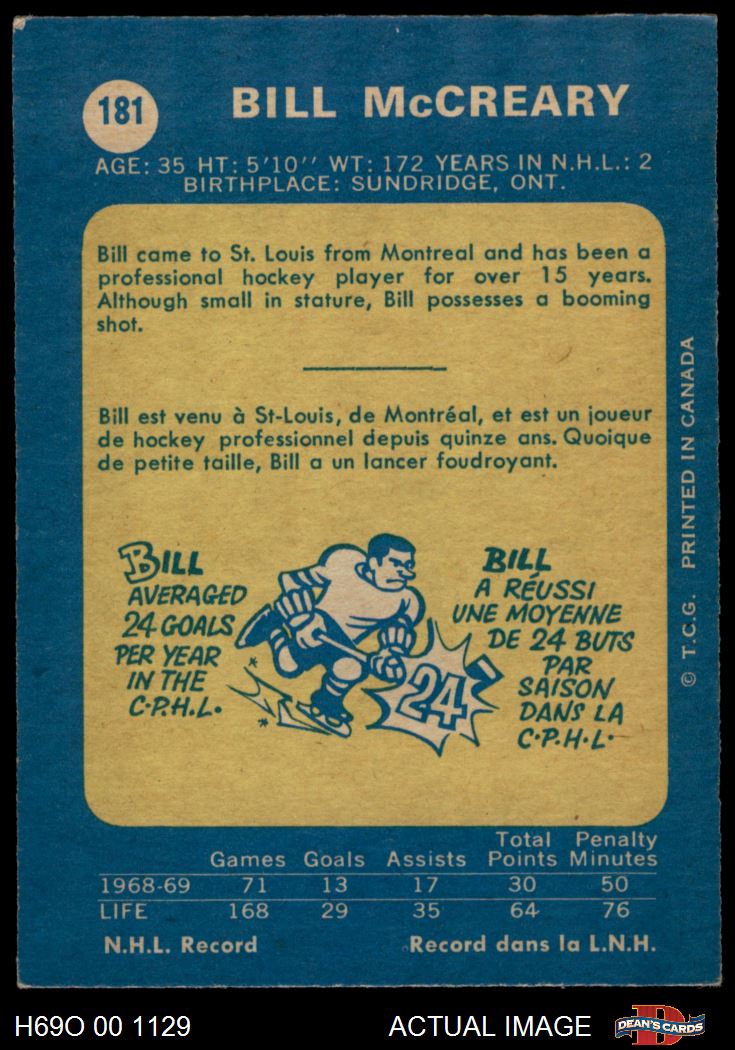 181
BILL McCREARY
AGE: 35 HT: 5'10'' WT: 172 YEARS IN N.H.L.: 2
BIRTHPLACE: SUNDRIDGE, ONT.
Bill came to St. Louis from Montreal and has been a
professional hockey player for over 15 years.
Although small in stature, Bill possesses a booming
shot.
Bill est venu à St-Louis, de Montréal, et est un joueur
de hockey professionnel depuis quinze ans. Quoique
de petite taille, Bill a un lancer foudroyant.
BILL
AVERAGED
24 GOALS
PER YEAR
IN THE
C.P.H.L.
24
BILL
A RÉUSSI
UNE MOYENNE
DE 24 BUTS
PAR
SAISON
DANS LA
C.P.H.L.
© T.C.G. PRINTED IN CANADA
Games Goals Assists Total Points Penalty Minutes
1968-69 71 13 17 30 50
LIFE 168 29 35 64 76
N.H.L. Record Record dans la L.N.H.
H69O 00 1129 ACTUAL IMAGE
D
DEAN'S CARDS